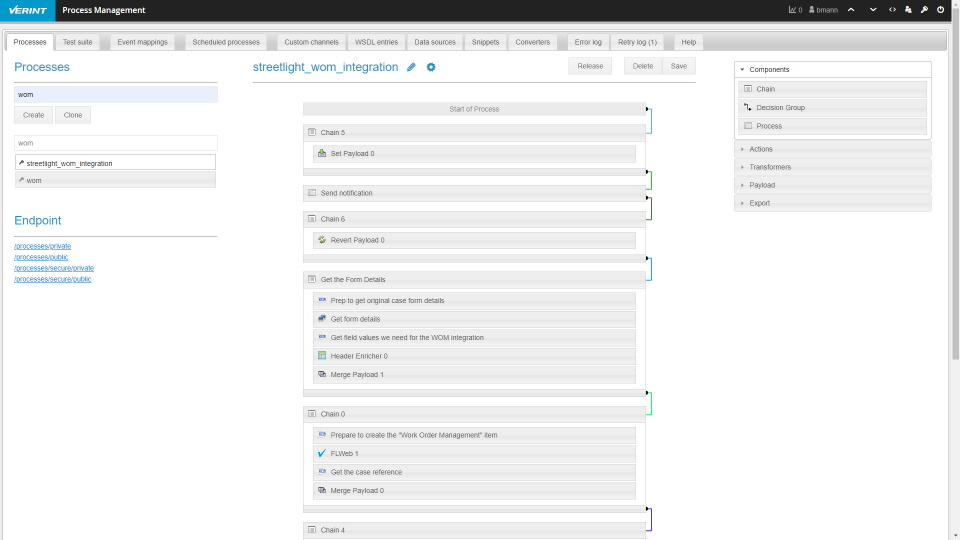 VERINT Process Management 0 bmann
Processes Test suite Event mappings Scheduled processes Custom channels WSDL entries Data sources Snippets Converters Error log Retry log (1) Help
Processes
wom
Create Clone
wom
streetlight_wom_integration
wom
Endpoint
/processes/private
/processes/public
/processes/secure/private
/processes/secure/public
streetlight_wom_integration
Release Delete Save
Start of Process
Chain 5
Set Payload 0
Send notification
Chain 6
Revert Payload 0
Get the Form Details
Prep to get original case form details
Get form details
Get field values we need for the WOM integration
Header Enricher 0
Merge Payload 1
Chain 0
Prepare to create the "Work Order Management" item
FLWeb 1
Get the case reference
Merge Payload 0
Chain 4
Components
Chain
Decision Group
Process
Actions
Transformers
Payload
Export